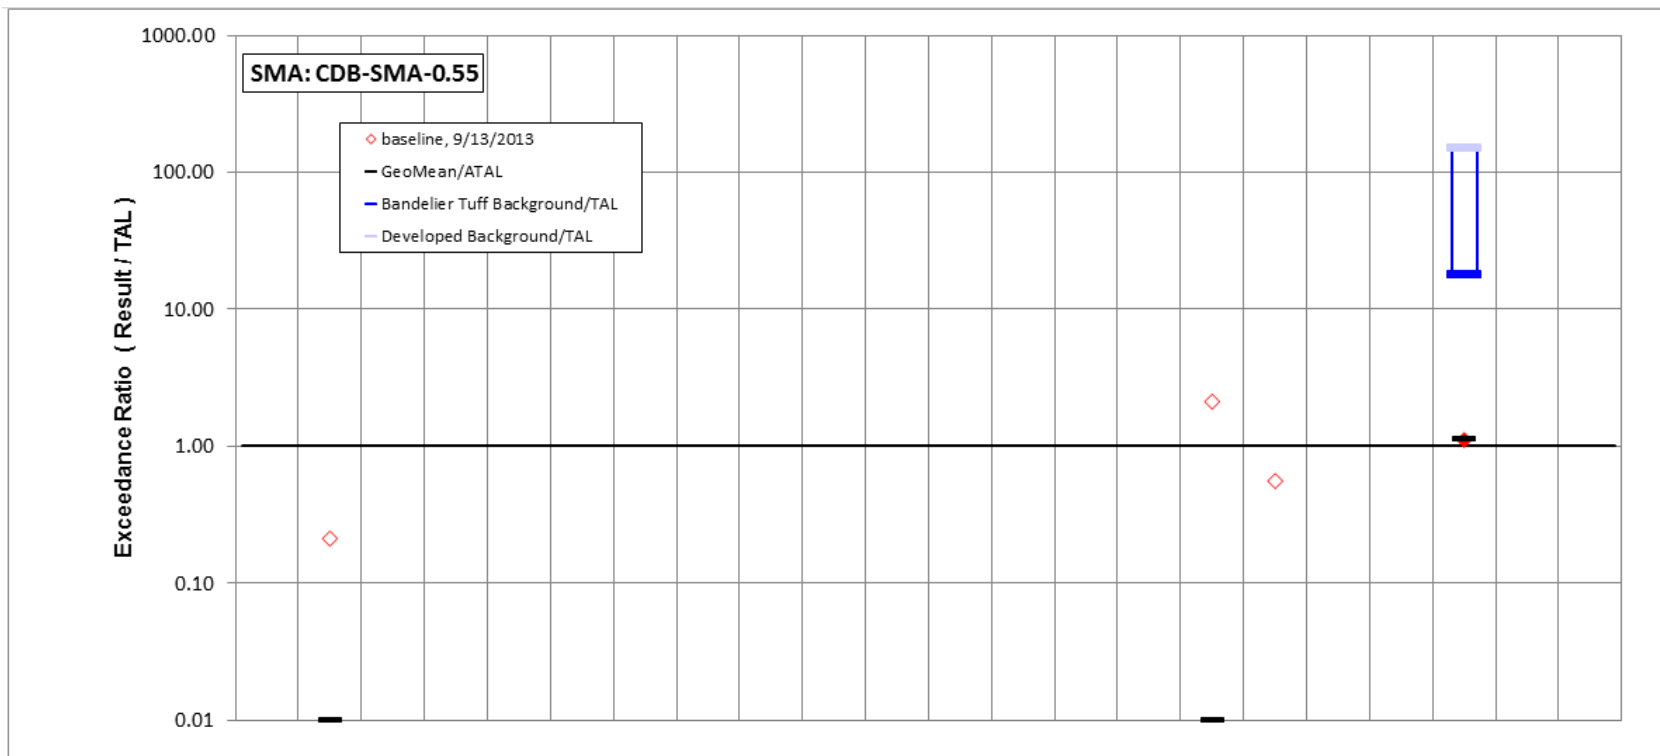 1000.00
SMA: CDB-SMA-0.55
baseline, 9/13/2013
GeoMean/ATAL
Bandelier Tuff Background/TAL
Developed Background/TAL
100.00
10.00
1.00
0.10
0.01
Exceedance Ratio ( Result / TAL )